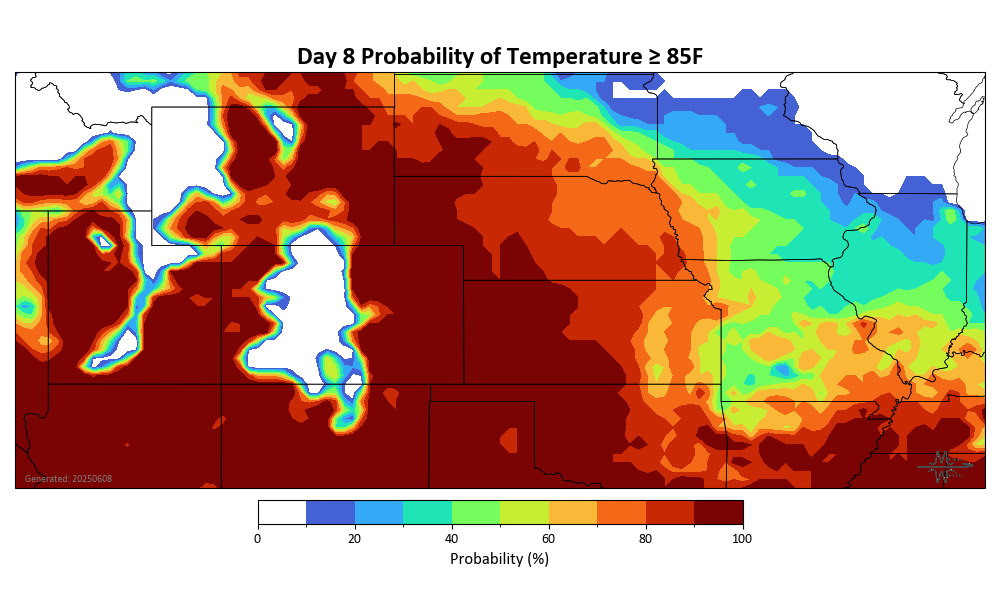 Day 8 Probability of Temperature ≥ 85F
Generated: 20250608
0 20 40 60 80 100
Probability (%)